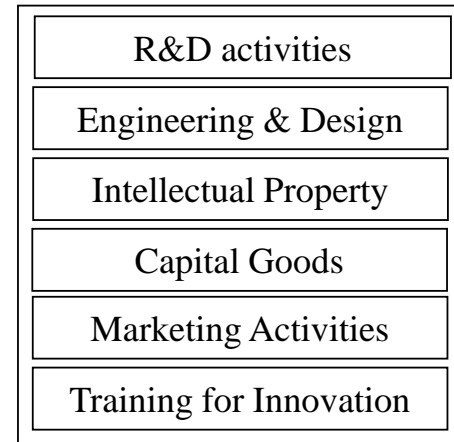 R&D activities
Engineering & Design
Intellectual Property
Capital Goods
Marketing Activities
Training for Innovation